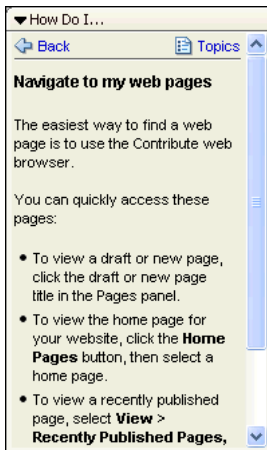 How Do I...
Back Topics
Navigate to my web pages
The easiest way to find a web
page is to use the Contribute web
browser.
You can quickly access these
pages:
• To view a draft or new page,
click the draft or new page
title in the Pages panel.
• To view the home page for
your website, click the Home
Pages button, then select a
home page.
• To view a recently published
page, select View >
Recently Published Pages,